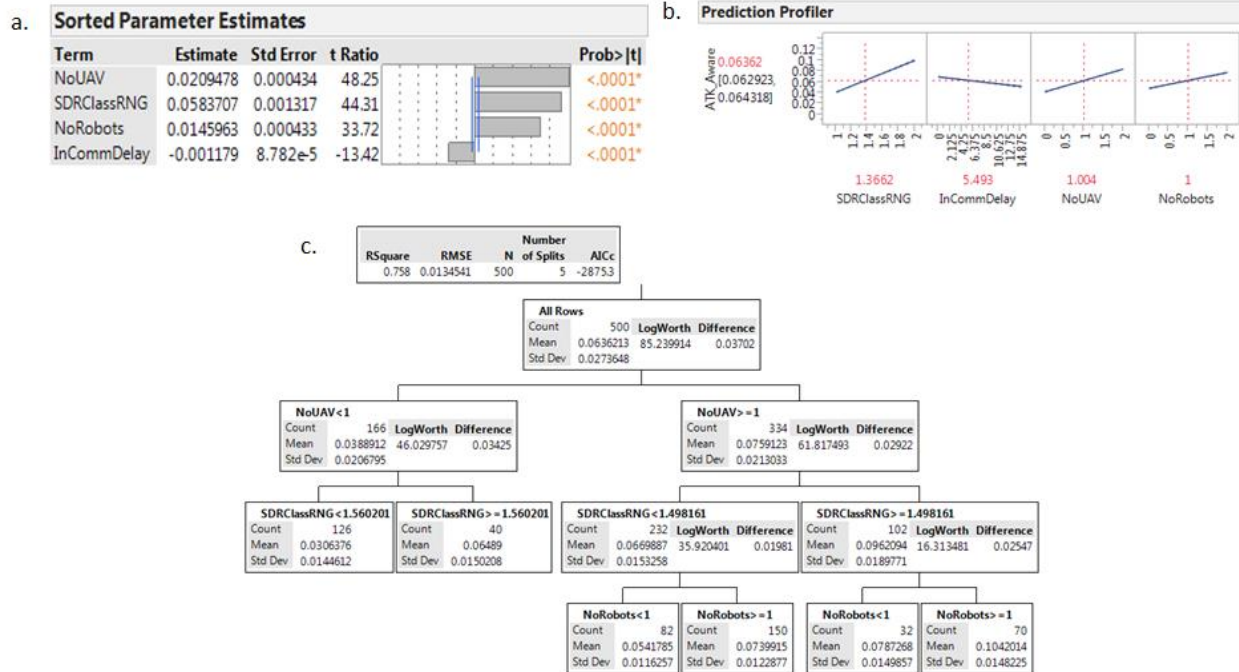 a.
Sorted Parameter Estimates
Term Estimate Std Error t Ratio Prob>|t|
NoUAV 0.0209478 0.000434 48.25 <.0001*
SDRClassRNG 0.0583707 0.001317 44.31 <.0001*
NoRobots 0.0145963 0.000433 33.72 <.0001*
InCommDelay -0.001179 8.782e-5 -13.42 <.0001*
b.
Prediction Profiler
ATK_Aware
0.06362
[0.062923,
0.064318]
0.12
0.1
0.08
0.06
0.04
0.02
0
1 1.2 1.4 1.6 1.8 2
0 2.125 4.25 6.375 8.5 10.625 12.75 14.875
0 0.5 1 1.5 2
0 0.5 1 1.5 2
1.3662 5.493 1.004 1
SDRClassRNG InCommDelay NoUAV NoRobots
c.
Number
RSquare RMSE N of Splits AICc
0.758 0.0134541 500 5 -2875.3
All Rows
Count 500 LogWorth Difference
Mean 0.0636213 85.239914 0.03702
Std Dev 0.0273648
NoUAV<1
Count 166 LogWorth Difference
Mean 0.0388912 46.029757 0.03425
Std Dev 0.0206795
NoUAV>=1
Count 334 LogWorth Difference
Mean 0.0759123 61.817493 0.02922
Std Dev 0.0213033
SDRClassRNG<1.560201
Count 126
Mean 0.0306376
Std Dev 0.0144612
SDRClassRNG>=1.560201
Count 40
Mean 0.06489
Std Dev 0.0150208
SDRClassRNG<1.498161
Count 232 LogWorth Difference
Mean 0.0669887 35.920401 0.01981
Std Dev 0.0153258
SDRClassRNG>=1.498161
Count 102 LogWorth Difference
Mean 0.0962094 16.313481 0.02547
Std Dev 0.0189771
NoRobots<1
Count 82
Mean 0.0541785
Std Dev 0.0116257
NoRobots>=1
Count 150
Mean 0.0739915
Std Dev 0.0122877
NoRobots<1
Count 32
Mean 0.0787268
Std Dev 0.0149857
NoRobots>=1
Count 70
Mean 0.1042014
Std Dev 0.0148225